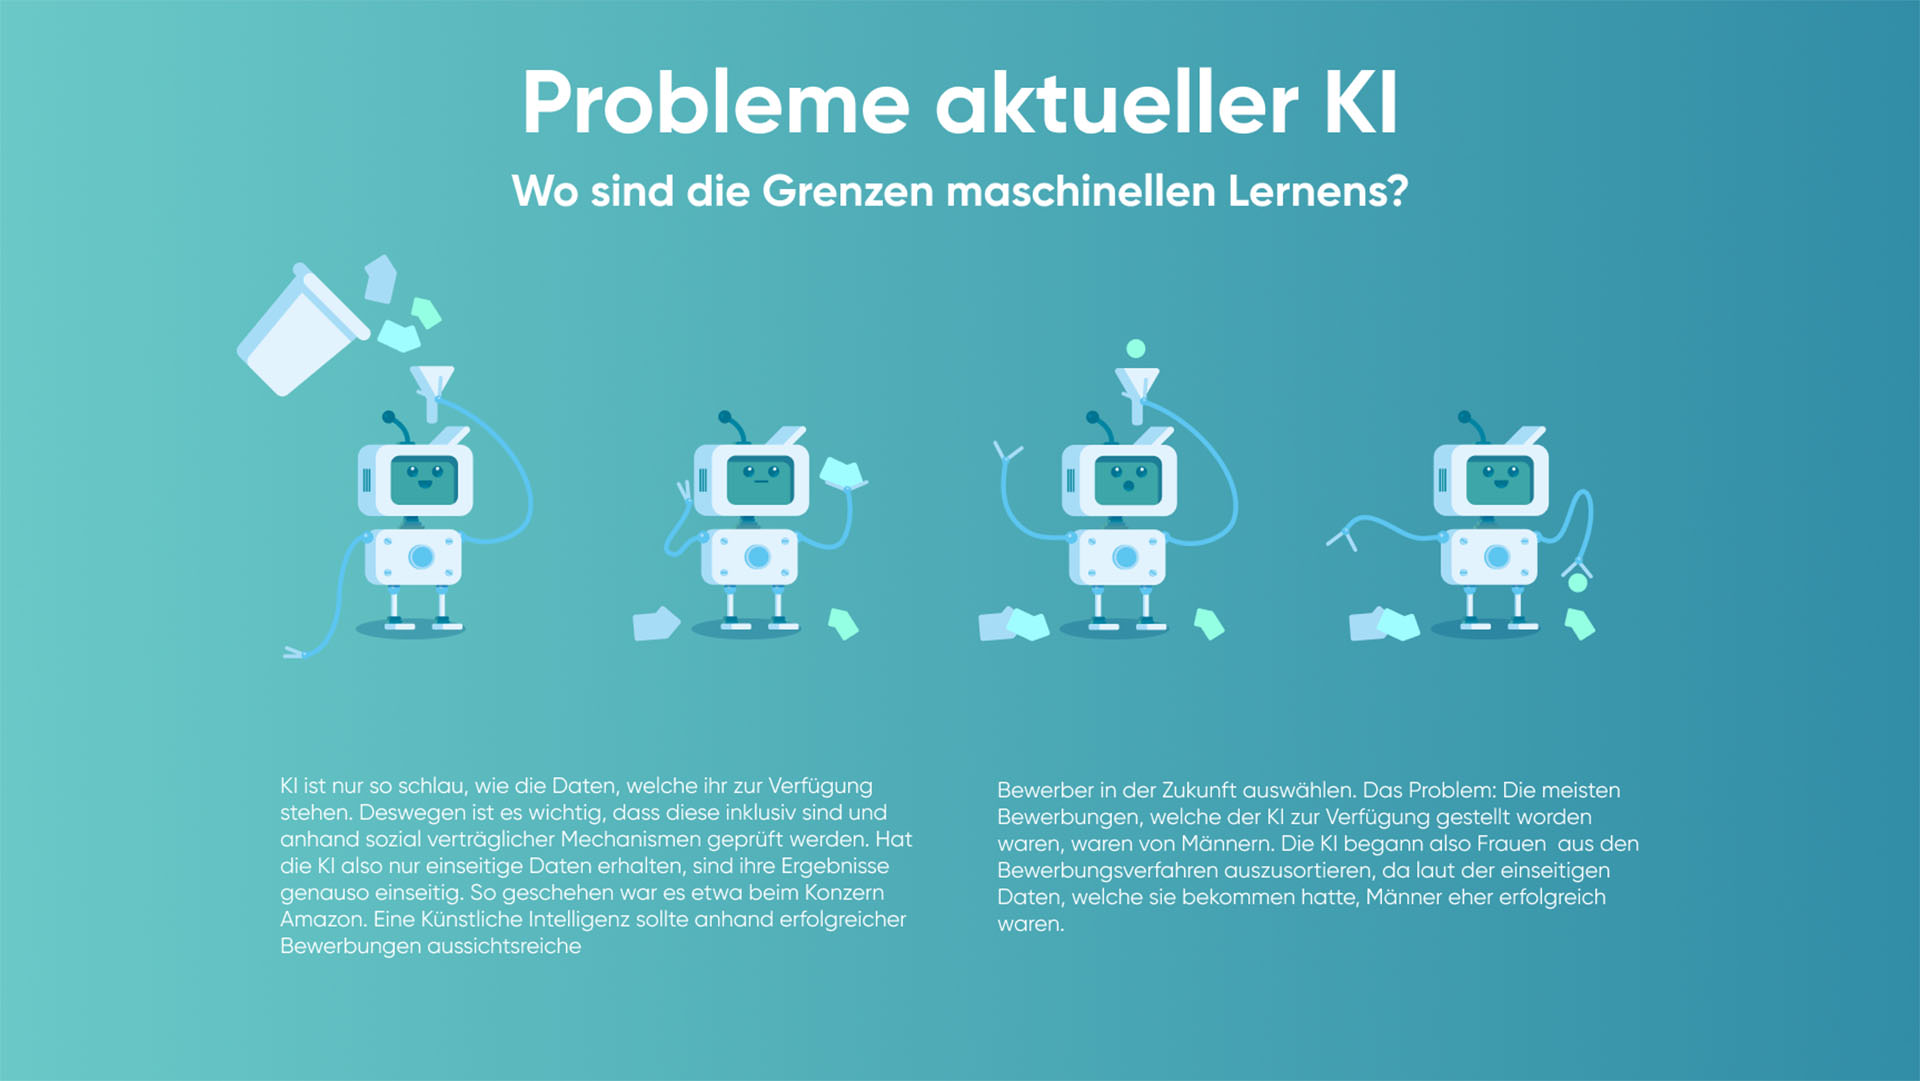 Probleme aktueller KI
Wo sind die Grenzen maschinellen Lernens?
KI ist nur so schlau, wie die Daten, welche ihr zur Verfügung
stehen. Deswegen ist es wichtig, dass diese inklusiv sind und
anhand sozial verträglicher Mechanismen geprüft werden. Hat
die KI also nur einseitige Daten erhalten, sind ihre Ergebnisse
genauso einseitig. So geschehen war es etwa beim Konzern
Amazon. Eine Künstliche Intelligenz sollte anhand erfolgreicher
Bewerbungen aussichtsreiche
Bewerber in der Zukunft auswählen. Das Problem: Die meisten
Bewerbungen, welche der KI zur Verfügung gestellt worden
waren, waren von Männern. Die KI begann also Frauen  aus den
Bewerbungsverfahren auszusortieren, da laut der einseitigen
Daten, welche sie bekommen hatte, Männer eher erfolgreich
waren.